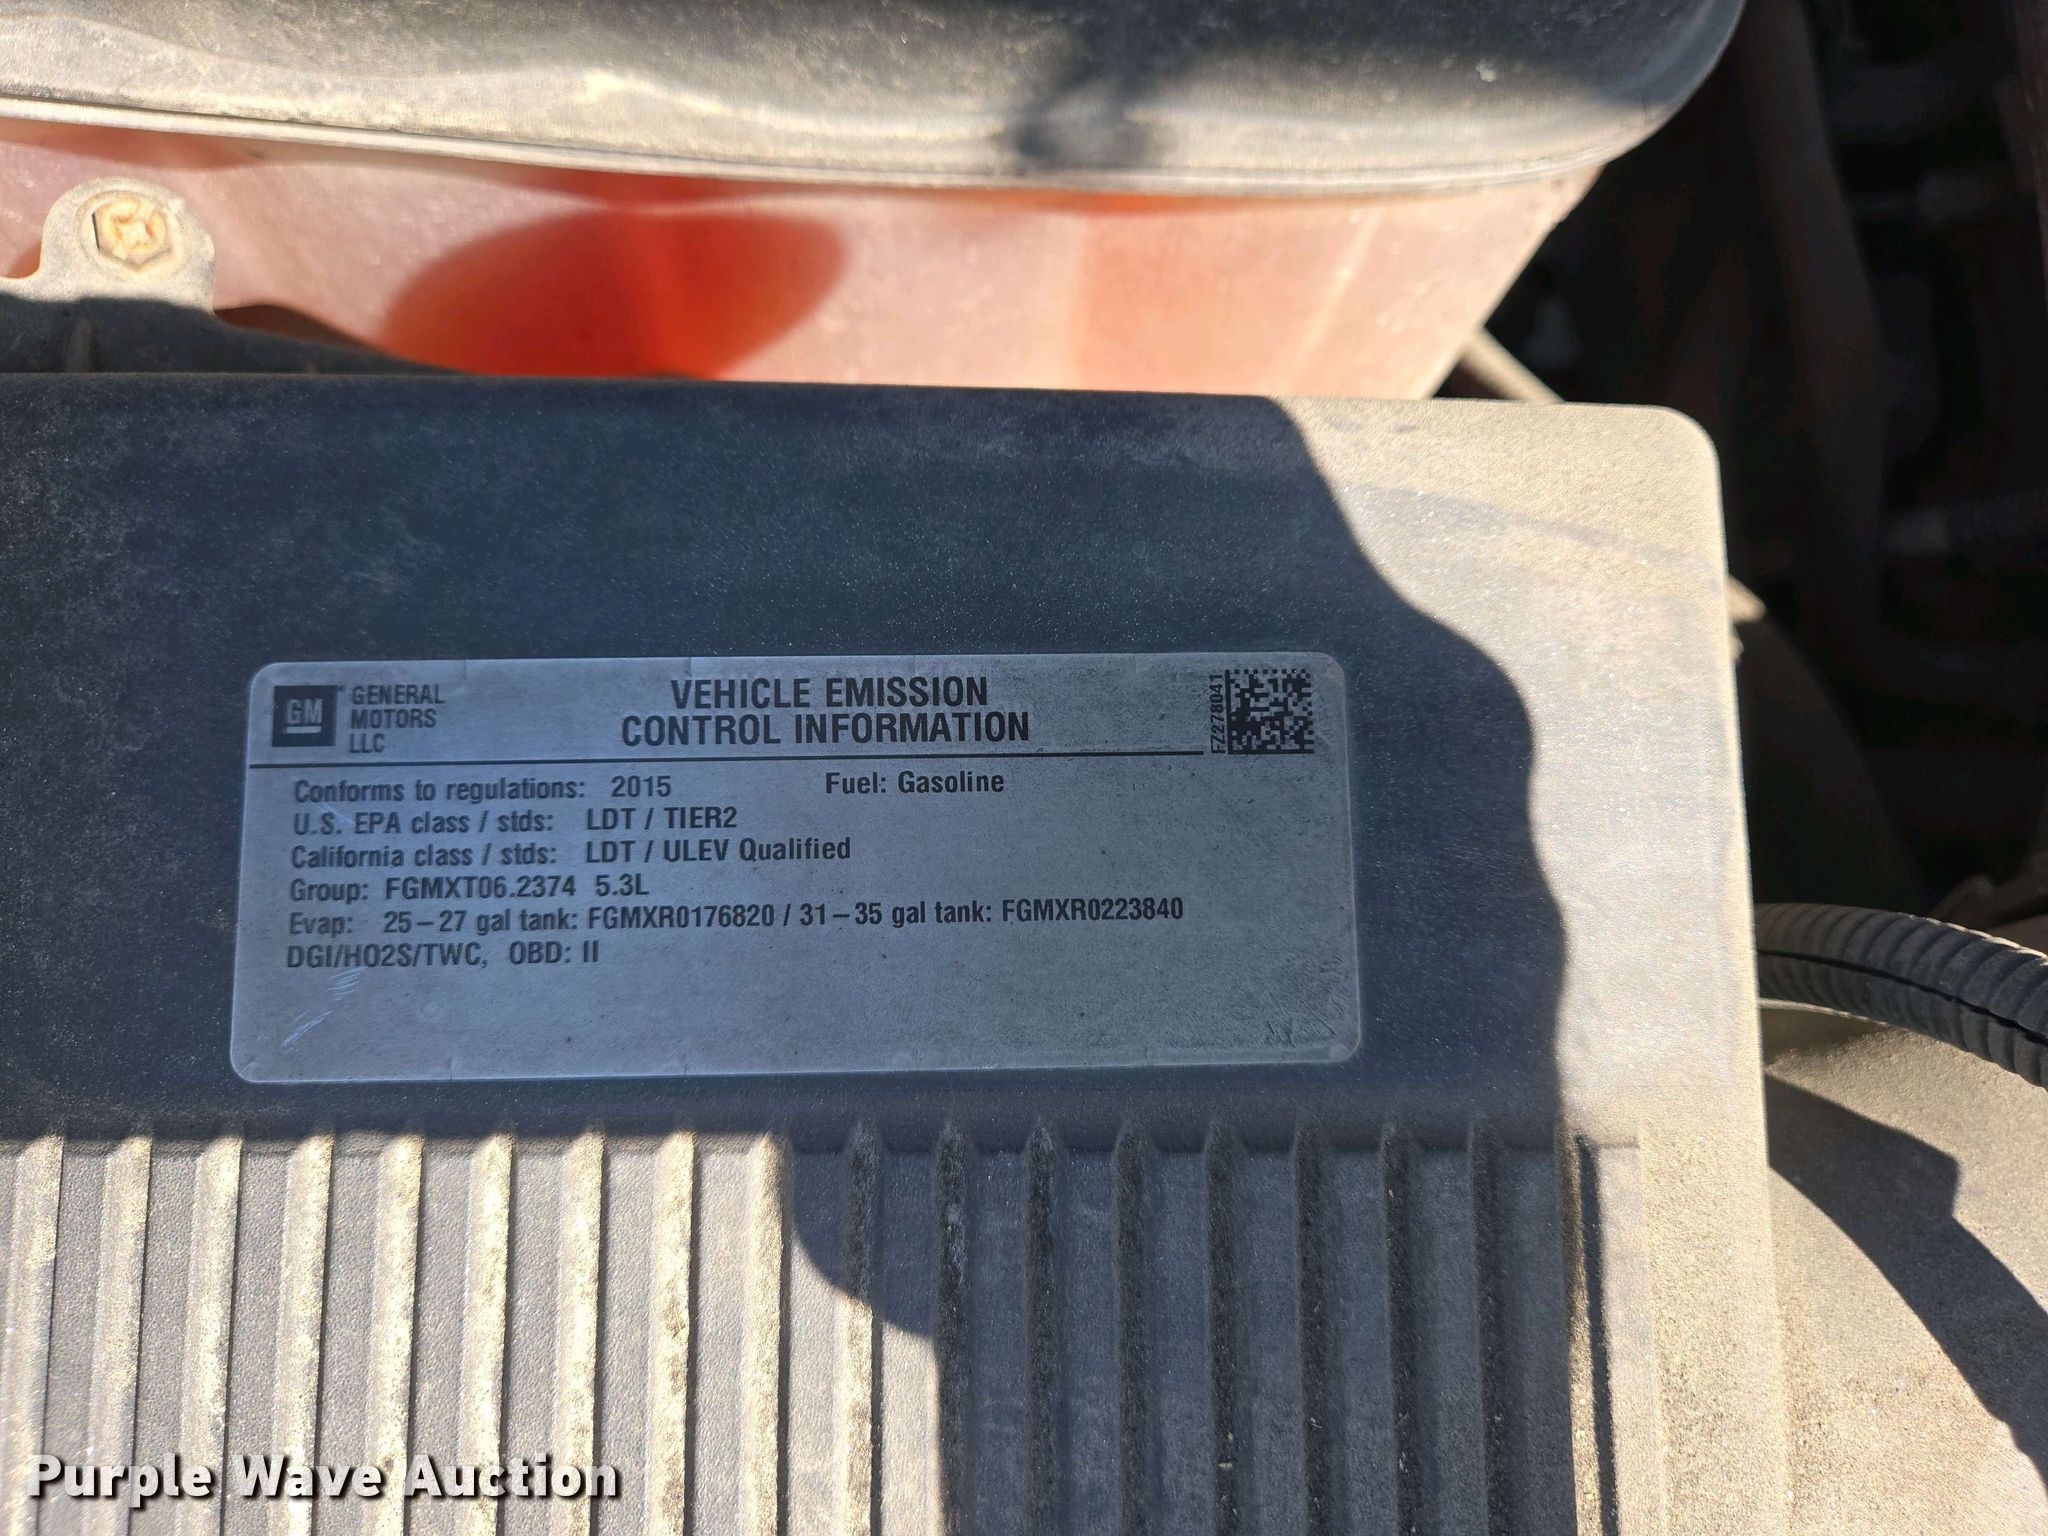 GM GENERAL
MOTORS
LLC
VEHICLE EMISSION
CONTROL INFORMATION
FZ278041
Conforms to regulations: 2015 Fuel: Gasoline
U.S. EPA class / stds: LDT / TIER2
California class / stds: LDT / ULEV Qualified
Group: FGMXT06.2374 5.3L
Evap: 25-27 gal tank: FGMXR0176820 / 31-35 gal tank: FGMXR0223840
DGI/HO2S/TWC, OBD: II
Purple Wave Auction